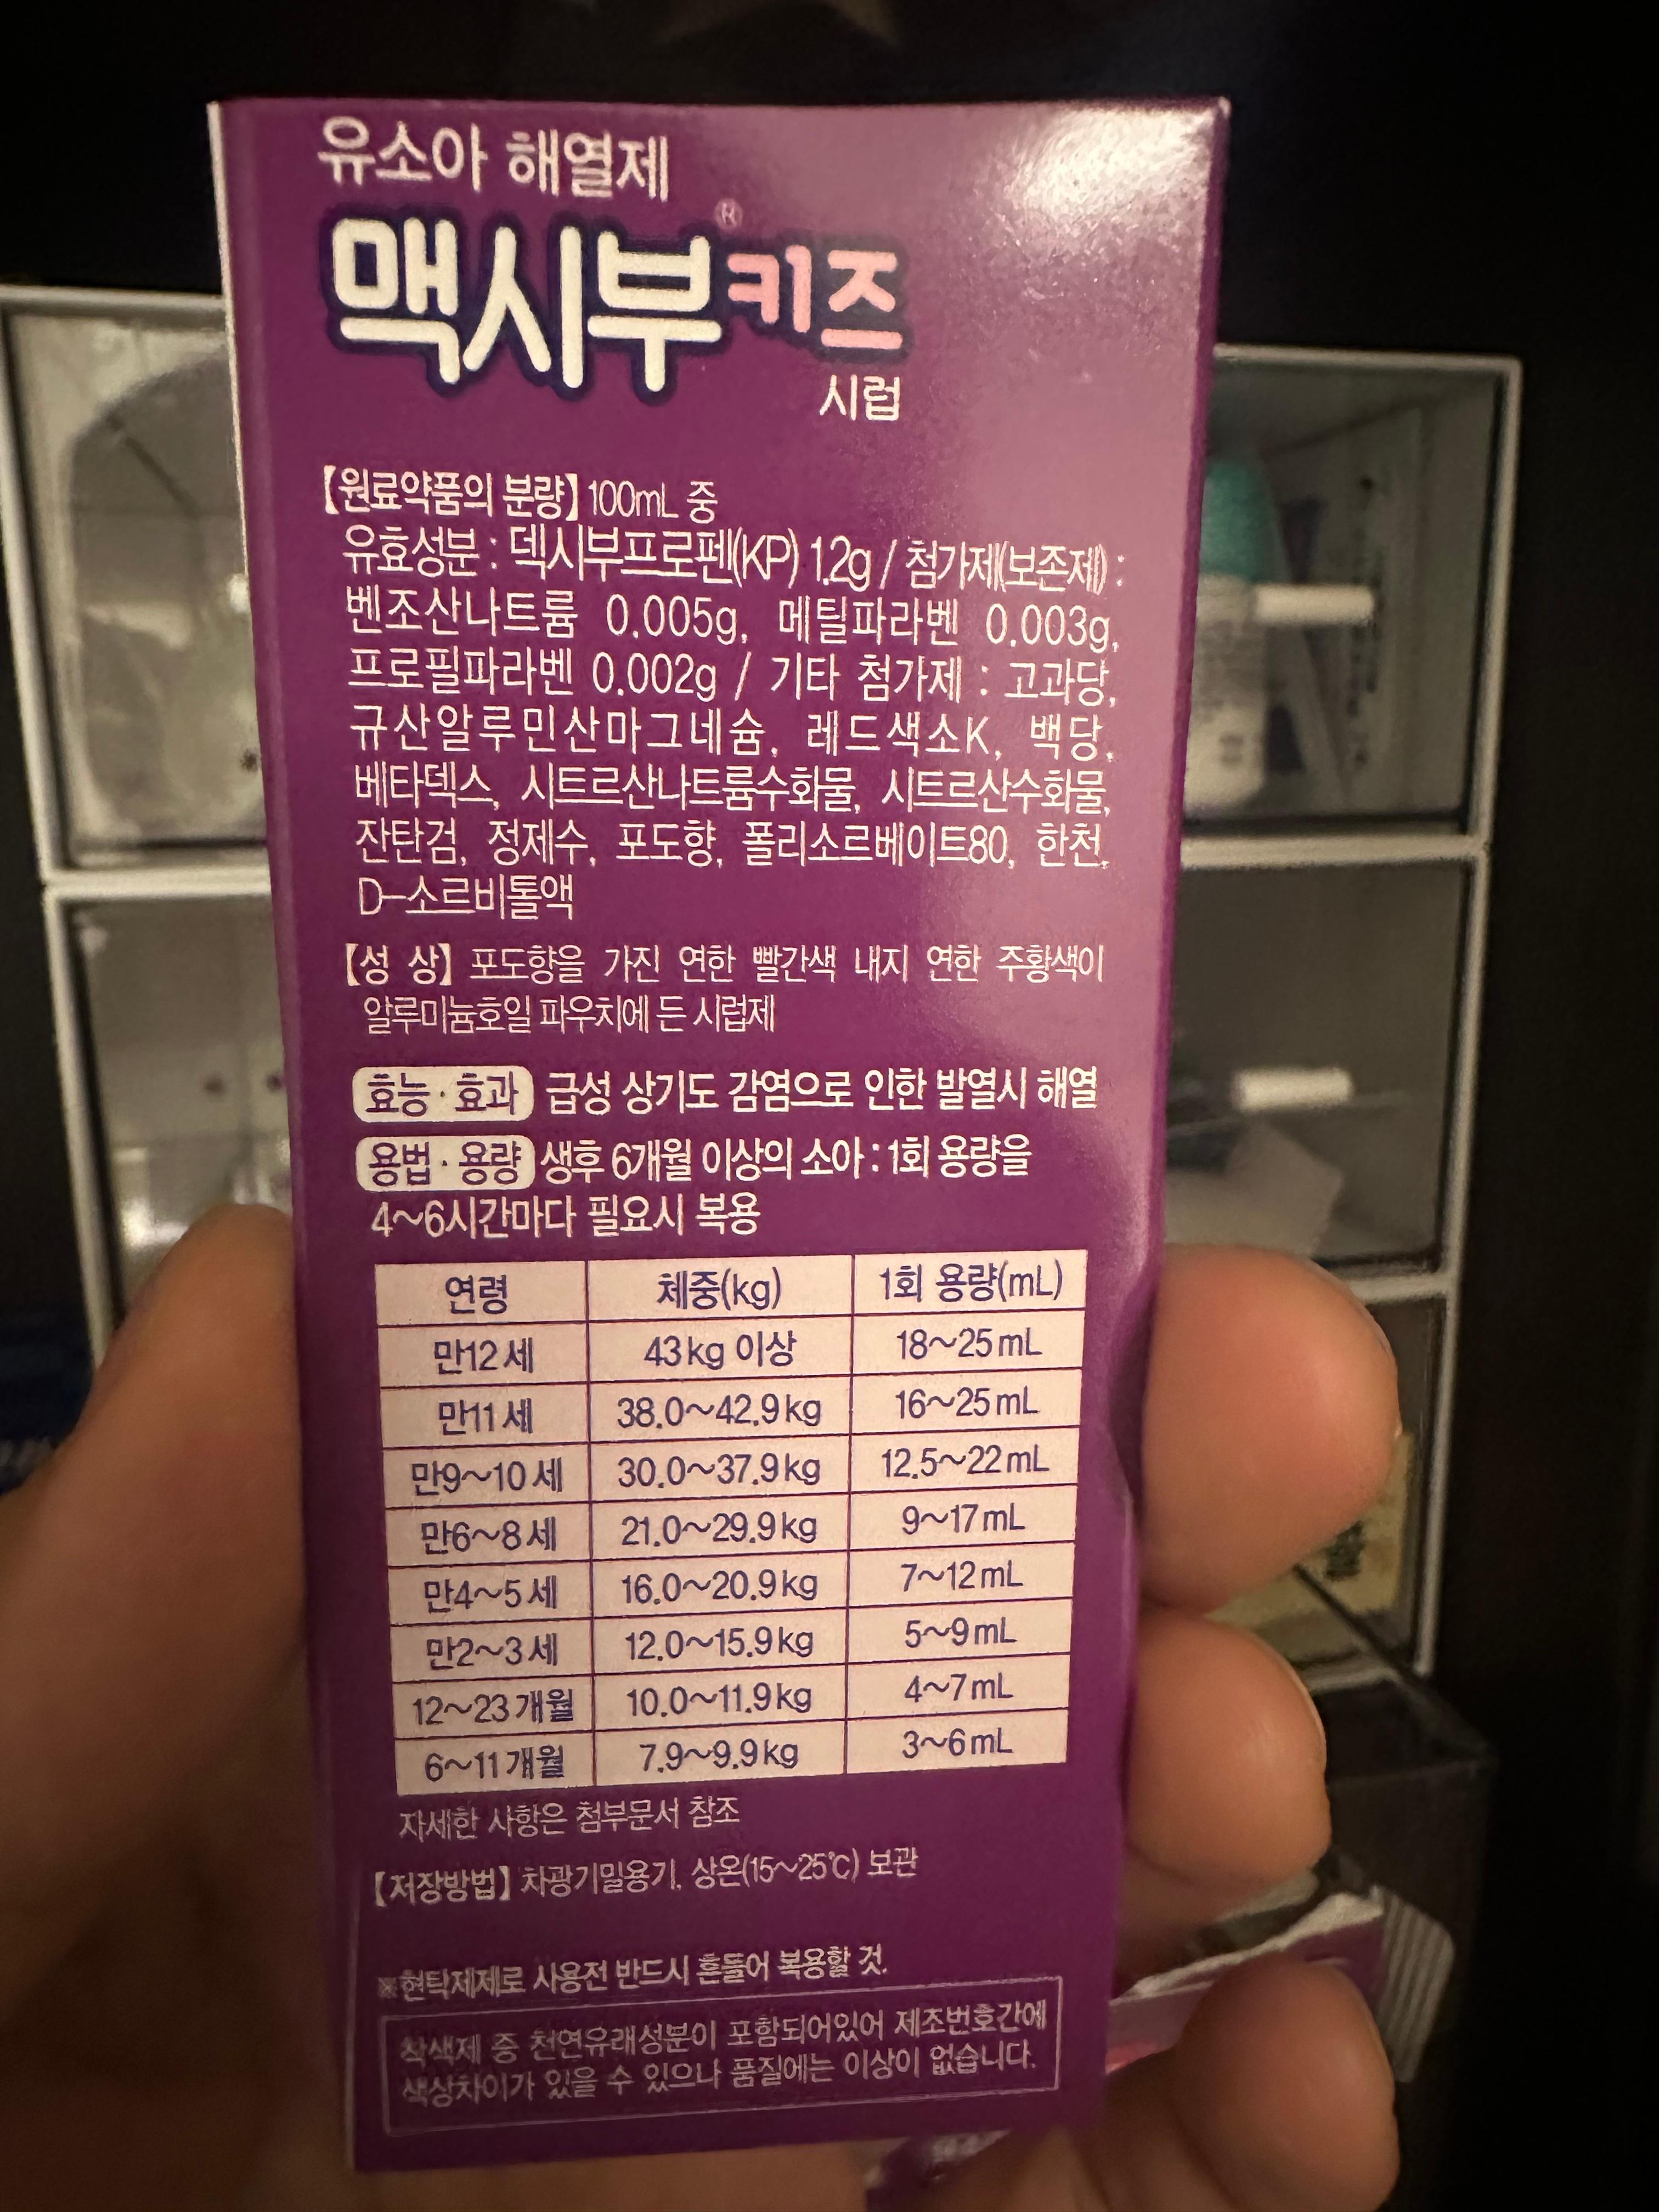 유소아 해열제
맥시부®키즈
시럽
【원료약품의 분량】 100mL 중
유효성분 : 덱시부프로펜(KP) 1.2g / 첨가제(보존제) :
벤조산나트륨 0.005g, 메틸파라벤 0.003g,
프로필파라벤 0.002g / 기타 첨가제 : 고과당,
규산알루민산마그네슘, 레드색소K, 백당,
베타덱스, 시트르산나트륨수화물, 시트르산수화물,
잔탄검, 정제수, 포도향, 폴리소르베이트80, 한천,
D-소르비톨액
【성 상】 포도향을 가진 연한 빨간색 내지 연한 주황색이
알루미늄호일 파우치에 든 시럽제
효능·효과 급성 상기도 감염으로 인한 발열시 해열
용법·용량 생후 6개월 이상의 소아 : 1회 용량을
4~6시간마다 필요시 복용
연령 체중(kg) 1회 용량(mL)
만12세 43kg 이상 18~25mL
만11세 38.0~42.9kg 16~25mL
만9~10세 30.0~37.9kg 12.5~22mL
만6~8세 21.0~29.9kg 9~17mL
만4~5세 16.0~20.9kg 7~12mL
만2~3세 12.0~15.9kg 5~9mL
12~23개월 10.0~11.9kg 4~7mL
6~11개월 7.9~9.9kg 3~6mL
자세한 사항은 첨부문서 참조
【저장방법】 차광기밀용기, 상온(15~25℃) 보관
※현탁제제로 사용전 반드시 흔들어 복용할 것.
착색제 중 천연유래성분이 포함되어있어 제조번호간에
색상차이가 있을 수 있으나 품질에는 이상이 없습니다.